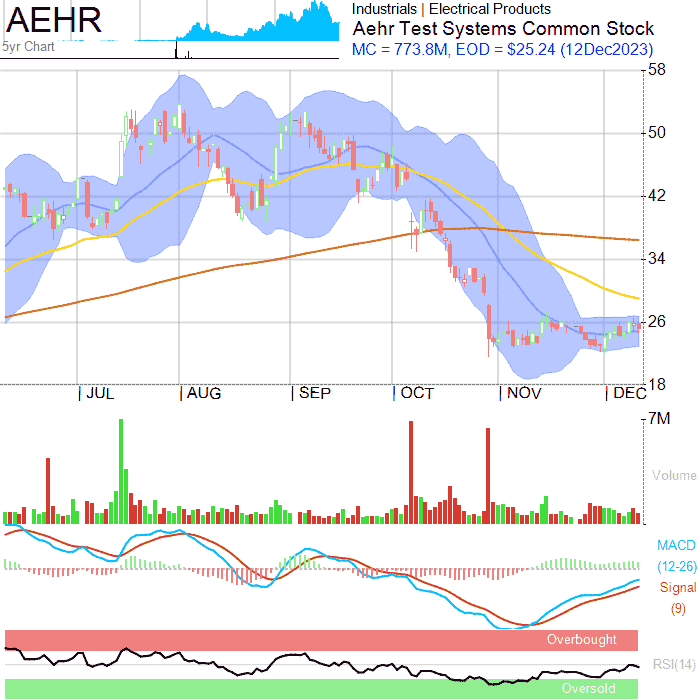 AEHR
Industrials | Electrical Products
Aehr Test Systems Common Stock
5yr Chart
MC = 773.8M, EOD = $25.24 (12Dec2023)
58
50
42
34
26
18
JUL
AUG
SEP
OCT
NOV
DEC
7M
Volume
MACD
(12-26)
Signal
(9)
Overbought
RSI(14)
Oversold